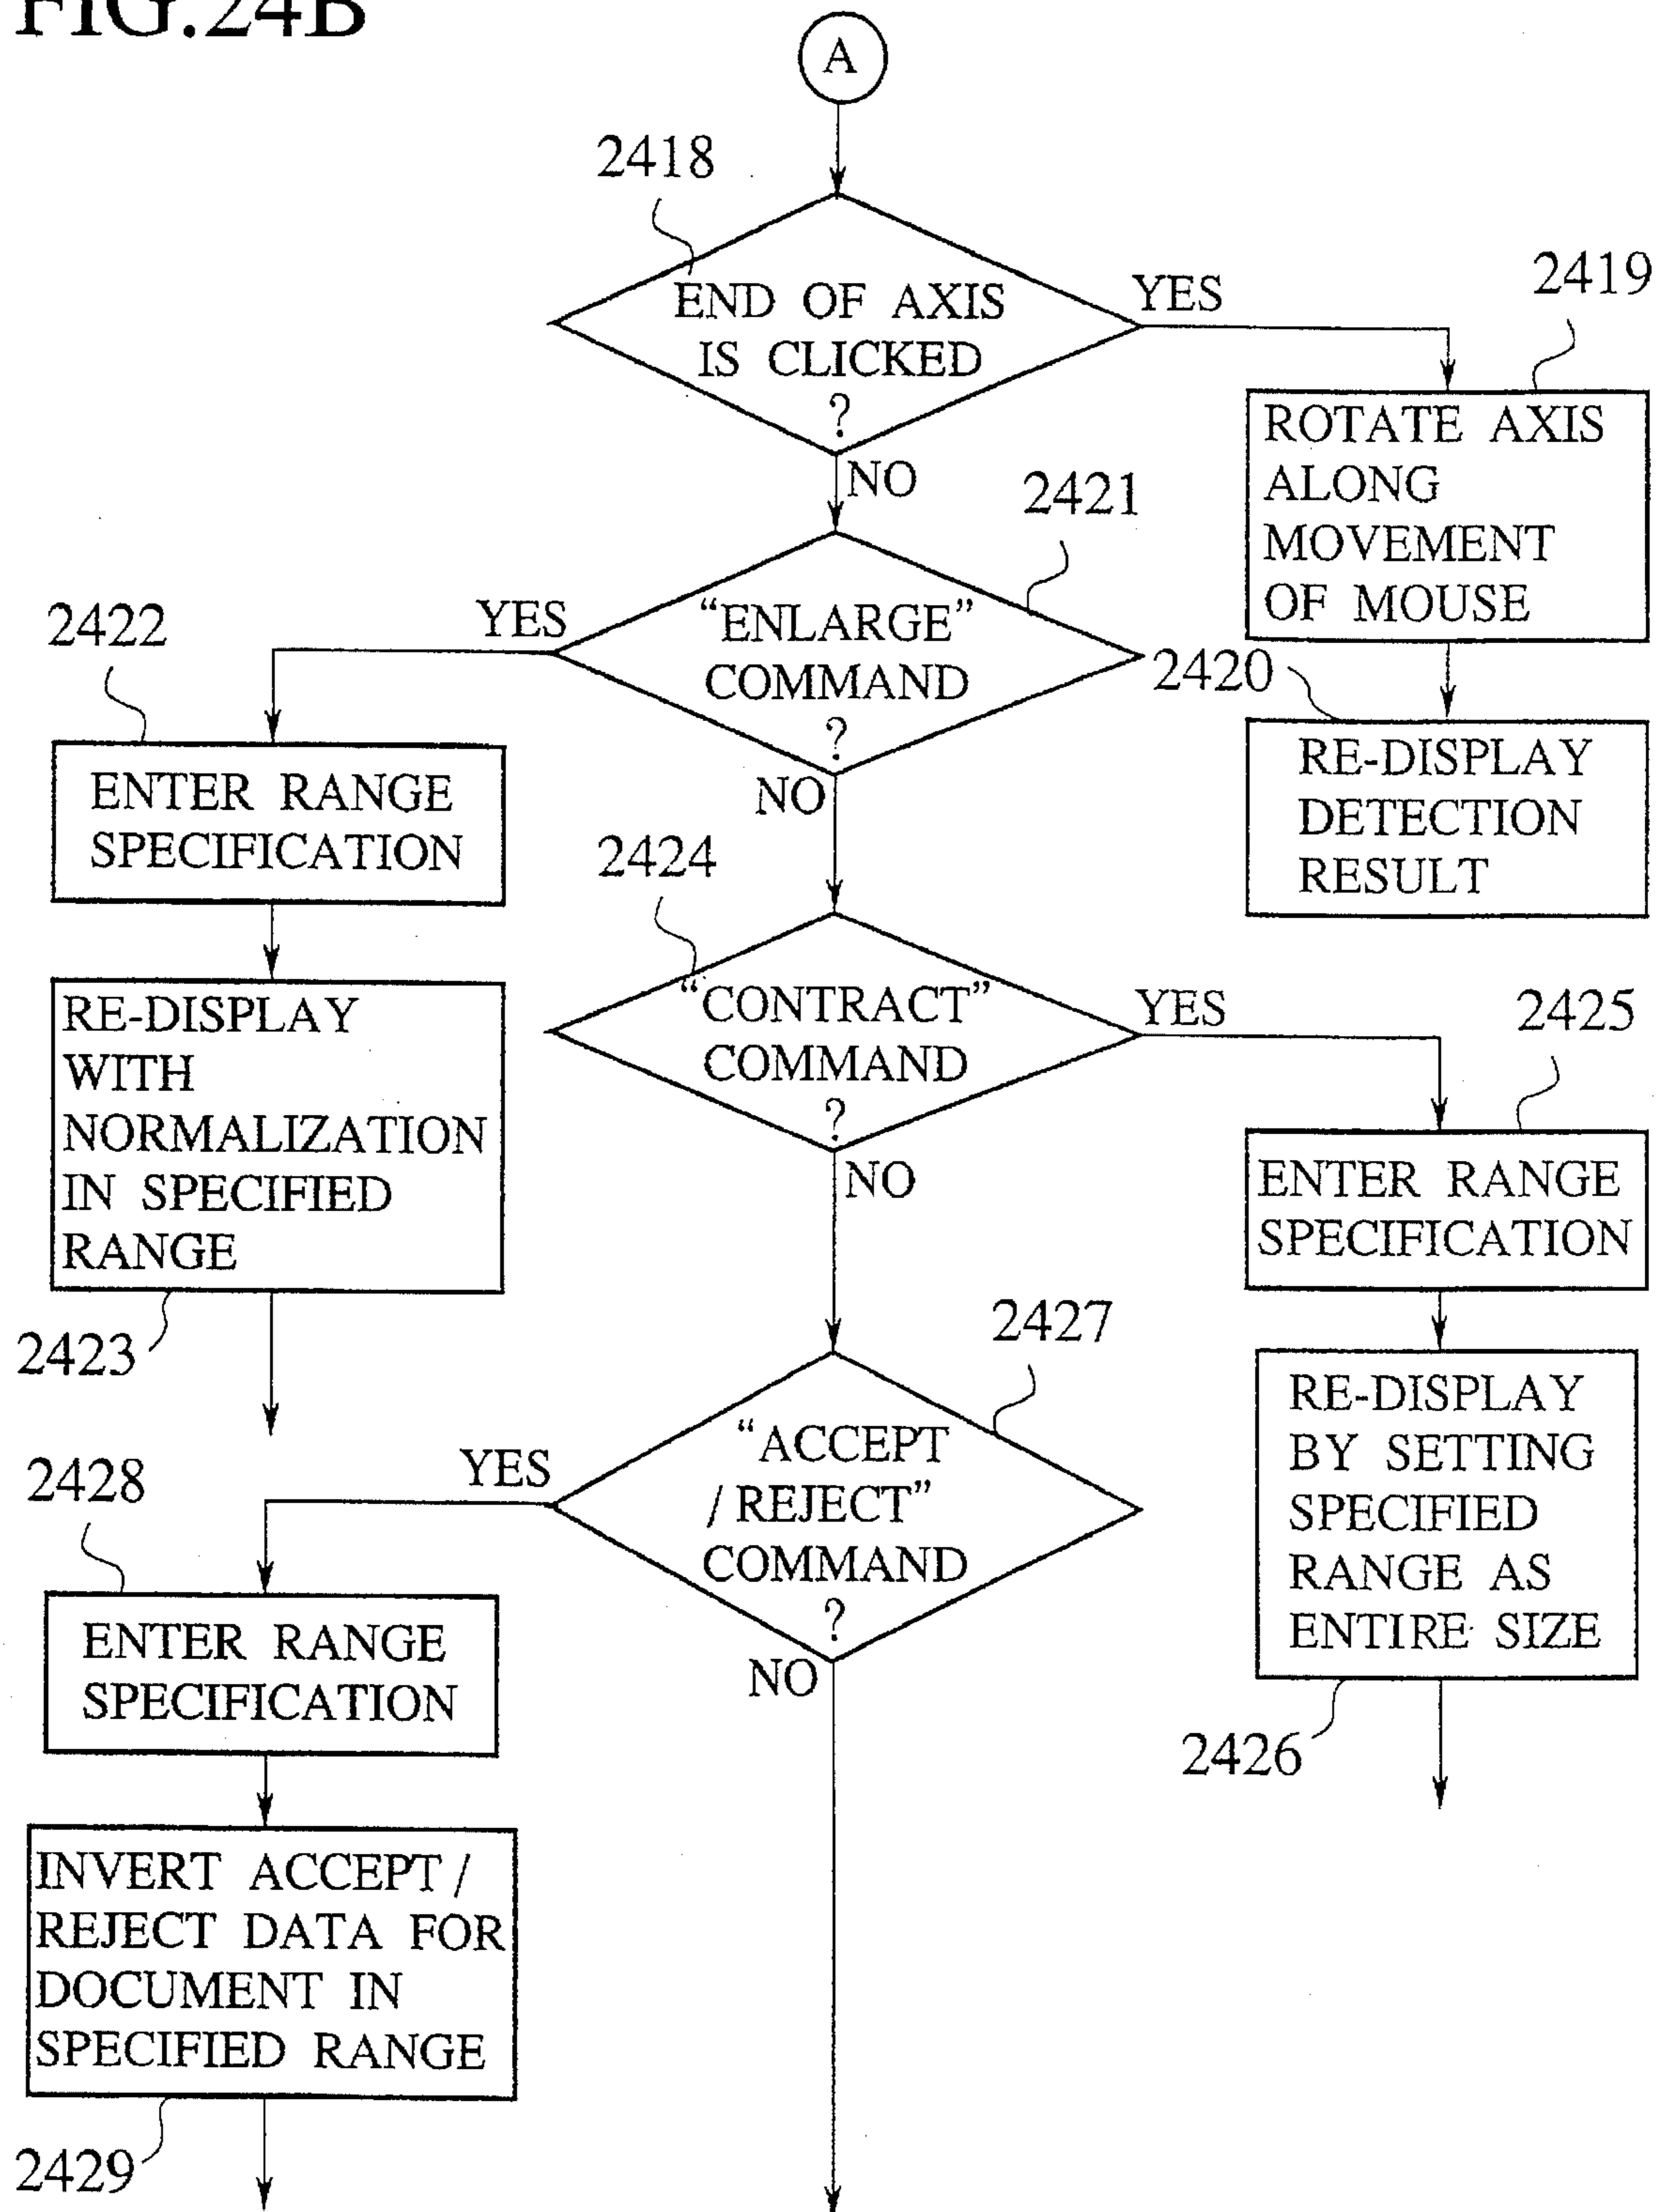 FIG.24B
A
2418
END OF AXIS
IS CLICKED
?
YES
NO
2419
ROTATE AXIS
ALONG
MOVEMENT
OF MOUSE
2420
RE-DISPLAY
DETECTION
RESULT
2421
"ENLARGE"
COMMAND
?
YES
NO
2422
ENTER RANGE
SPECIFICATION
RE-DISPLAY
WITH
NORMALIZATION
IN SPECIFIED
RANGE
2423
2424
"CONTRACT"
COMMAND
?
YES
NO
2425
ENTER RANGE
SPECIFICATION
RE-DISPLAY
BY SETTING
SPECIFIED
RANGE AS
ENTIRE SIZE
2426
2427
"ACCEPT
/ REJECT"
COMMAND
?
YES
NO
2428
ENTER RANGE
SPECIFICATION
INVERT ACCEPT /
REJECT DATA FOR
DOCUMENT IN
SPECIFIED RANGE
2429